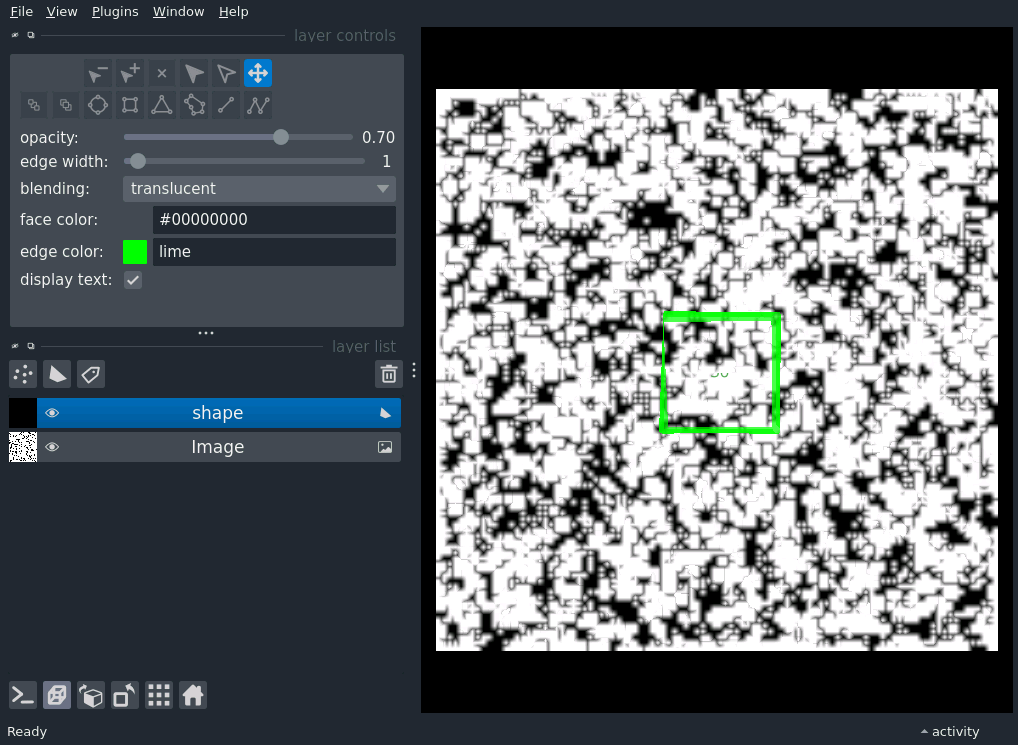 File View Plugins Window Help
layer controls
opacity: 0.70
edge width: 1
blending: translucent
face color: #00000000
edge color: lime
display text:
layer list
shape
Image
Ready
activity